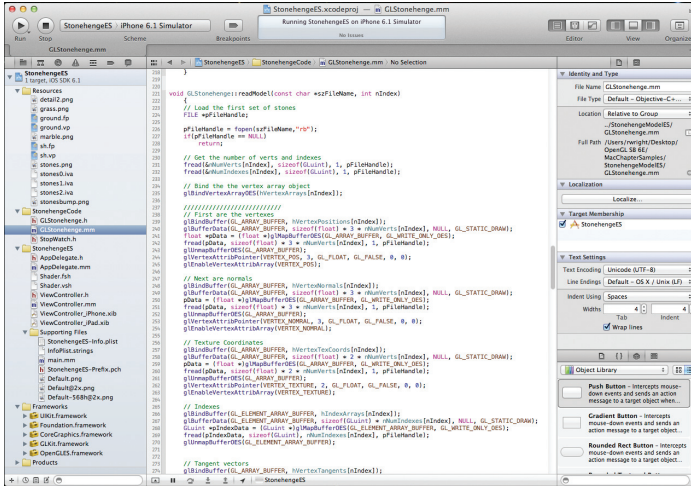 StonehengeES.xcodeproj — GLStonehenge.mm
StonehengeES iPhone 6.1 Simulator
Running StonehengeES on iPhone 6.1 Simulator
No Issues
Run Stop Scheme Breakpoints Editor View Organize
GLStonehenge.mm
StonehengeES StonehengeCode GLStonehenge.mm No Selection
StonehengeES
1 target, iOS SDK 6.1
Resources
detail2.png
grass.png
ground.fp
ground.vp
marble.png
sh.fp
sh.vp
stones.png
stones0.iva
stones1.iva
stones2.iva
stonesbump.png
StonehengeCode
GLStonehenge.h
GLStonehenge.mm
StopWatch.h
StonehengeES
AppDelegate.h
AppDelegate.mm
Shader.fsh
Shader.vsh
ViewController.h
ViewController.mm
ViewController_iPhone.xib
ViewController_iPad.xib
Supporting Files
StonehengeES-Info.plist
InfoPlist.strings
main.mm
StonehengeES-Prefix.pch
Default.png
Default@2x.png
Default-568h@2x.png
Frameworks
UIKit.framework
Foundation.framework
CoreGraphics.framework
GLKit.framework
OpenGLES.framework
Products
}
void GLStonehenge::readModel(const char *szFileName, int nIndex)
{
// Load the first set of stones
FILE *pFileHandle;
pFileHandle = fopen(szFileName,"rb");
if(pFileHandle == NULL)
return;
// Get the number of verts and indexes
fread(&nNumVerts[nIndex], sizeof(GLuint), 1, pFileHandle);
fread(&nNumIndexes[nIndex], sizeof(GLuint), 1, pFileHandle);
// Bind the the vertex array object
glBindVertexArrayOES(hVertexArrays[nIndex]);
// First are the vertexes
glBindBuffer(GL_ARRAY_BUFFER, hVertexPositions[nIndex]);
glBufferData(GL_ARRAY_BUFFER, sizeof(float) * 3 * nNumVerts[nIndex], NULL, GL_STATIC_DRAW);
float *pData = (float *)glMapBufferOES(GL_ARRAY_BUFFER, GL_WRITE_ONLY_OES);
fread(pData, sizeof(float) * 3 * nNumVerts[nIndex], 1, pFileHandle);
glUnmapBufferOES(GL_ARRAY_BUFFER);
glVertexAttribPointer(VERTEX_POS, 3, GL_FLOAT, GL_FALSE, 0, 0);
glEnableVertexAttribArray(VERTEX_POS);
// Next are normals
glBindBuffer(GL_ARRAY_BUFFER, hVertexNormals[nIndex]);
glBufferData(GL_ARRAY_BUFFER, sizeof(float) * 3 * nNumVerts[nIndex], NULL, GL_STATIC_DRAW);
pData = (float *)glMapBufferOES(GL_ARRAY_BUFFER, GL_WRITE_ONLY_OES);
fread(pData, sizeof(float) * 3 * nNumVerts[nIndex], 1, pFileHandle);
glUnmapBufferOES(GL_ARRAY_BUFFER);
glVertexAttribPointer(VERTEX_NOMRAL, 3, GL_FLOAT, GL_FALSE, 0, 0);
glEnableVertexAttribArray(VERTEX_NOMRAL);
// Texture Coordinates
glBindBuffer(GL_ARRAY_BUFFER, hVertexTexCoords[nIndex]);
glBufferData(GL_ARRAY_BUFFER, sizeof(float) * 2 * nNumVerts[nIndex], NULL, GL_STATIC_DRAW);
pData = (float *)glMapBufferOES(GL_ARRAY_BUFFER, GL_WRITE_ONLY_OES);
fread(pData, sizeof(float) * 2 * nNumVerts[nIndex], 1, pFileHandle);
glUnmapBufferOES(GL_ARRAY_BUFFER);
glVertexAttribPointer(VERTEX_TEXTURE, 2, GL_FLOAT, GL_FALSE, 0, 0);
glEnableVertexAttribArray(VERTEX_TEXTURE);
// Indexes
glBindBuffer(GL_ELEMENT_ARRAY_BUFFER, hIndexArrays[nIndex]);
glBufferData(GL_ELEMENT_ARRAY_BUFFER, sizeof(GLuint) * nNumIndexes[nIndex], NULL, GL_STATIC_DRAW);
GLuint *pIndexData = (GLuint *)glMapBufferOES(GL_ELEMENT_ARRAY_BUFFER, GL_WRITE_ONLY_OES);
fread(pIndexData, sizeof(GLuint), nNumIndexes[nIndex], pFileHandle);
glUnmapBufferOES(GL_ELEMENT_ARRAY_BUFFER);
// Tangent vectors
glBindBuffer(GL_ARRAY_BUFFER, hVertexTangents[nIndex]);
StonehengeES
Identity and Type
File Name GLStonehenge.mm
File Type Default – Objective-C+...
Location Relative to Group
../StonehengeModelES/
GLStonehenge.mm
Full Path /Users/rwright/Desktop/
OpenGL SB 6E/
MacChapterSamples/
StonehengeModelES/
GLStonehenge.mm
Localization
Localize...
Target Membership
StonehengeES
Text Settings
Text Encoding Unicode (UTF-8)
Line Endings Default – OS X / Unix (LF)
Indent Using Spaces
Widths 4 4
Tab Indent
Wrap lines
Object Library
Push Button – Intercepts mouse-
down events and sends an action
message to a target object when...
Gradient Button – Intercepts
mouse-down events and sends an
action message to a target object...
Rounded Rect Button – Intercepts
mouse-down events and sends an
action message to a target object...